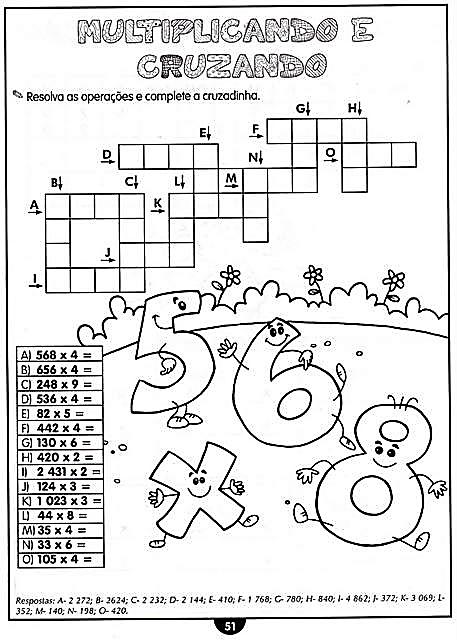 MULTIPLICANDO E
CRUZANDO
Resolva as operações e complete a cruzadinha.
G H
E F
D N O
B C L M
A K
J
I
A) 568 x 4 =
B) 656 x 4 =
C) 248 x 9 =
D) 536 x 4 =
E) 82 x 5 =
F) 442 x 4 =
G) 130 x 6 =
H) 420 x 2 =
I) 2 431 x 2 =
J) 124 x 3 =
K) 1 023 x 3 =
L) 44 x 8 =
M) 35 x 4 =
N) 33 x 6 =
O) 105 x 4 =
5 6
x 8
Respostas: A- 2 272; B- 2624; C- 2 232; D- 2 144; E- 410; F- 1 768; G- 780; H- 840; I- 4 862; J- 372; K- 3 069; L-
352; M- 140; N- 198; O- 420.
51